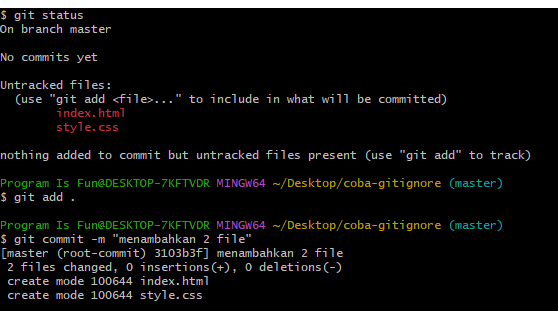 $ git status
On branch master
No commits yet
Untracked files:
  (use "git add <file>..." to include in what will be committed)
        index.html
        style.css
nothing added to commit but untracked files present (use "git add" to track)
Program Is Fun@DESKTOP-7KFTVDR MINGW64 ~/Desktop/coba-gitignore (master)
$ git add .
Program Is Fun@DESKTOP-7KFTVDR MINGW64 ~/Desktop/coba-gitignore (master)
$ git commit -m "menambahkan 2 file"
[master (root-commit) 3103b3f] menambahkan 2 file
 2 files changed, 0 insertions(+), 0 deletions(-)
 create mode 100644 index.html
 create mode 100644 style.css